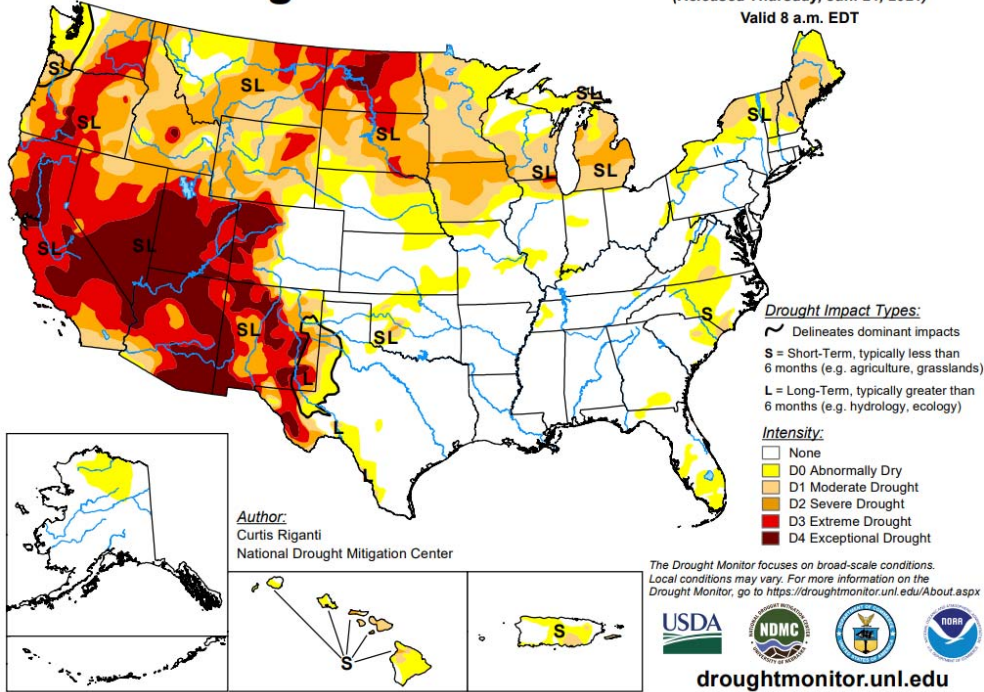 Valid 8 a.m. EDT
S
SL
SL
SL
SL
SL
SL
SL
SL
SL
SL
S
SL
L
L
L
Drought Impact Types:
Delineates dominant impacts
S = Short-Term, typically less than
6 months (e.g. agriculture, grasslands)
L = Long-Term, typically greater than
6 months (e.g. hydrology, ecology)
Intensity:
None
D0 Abnormally Dry
D1 Moderate Drought
D2 Severe Drought
D3 Extreme Drought
D4 Exceptional Drought
Author:
Curtis Riganti
National Drought Mitigation Center
S
S
The Drought Monitor focuses on broad-scale conditions.
Local conditions may vary. For more information on the
Drought Monitor, go to https://droughtmonitor.unl.edu/About.aspx
USDA
NDMC
NOAA
droughtmonitor.unl.edu